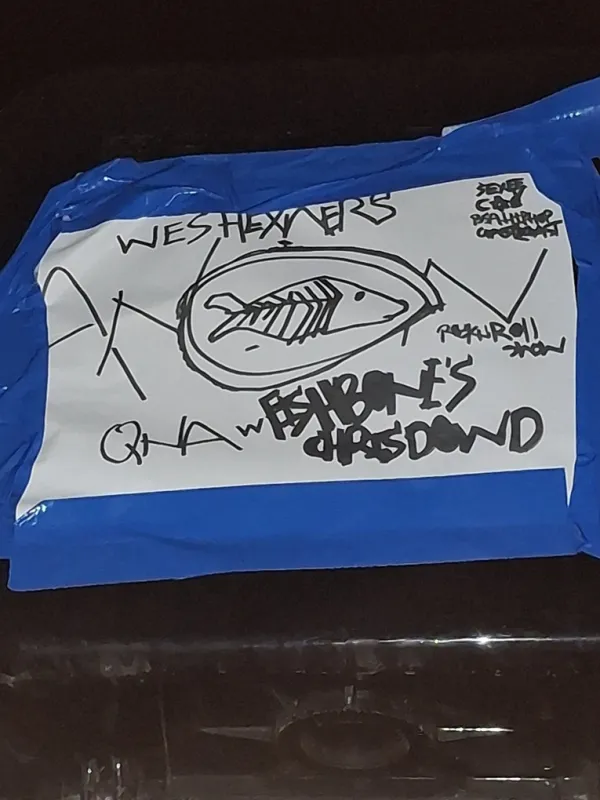 WES HEXNERS
ROCKNROLL
SHOW
QNA W FISHBONE'S
CHRIS DOWD